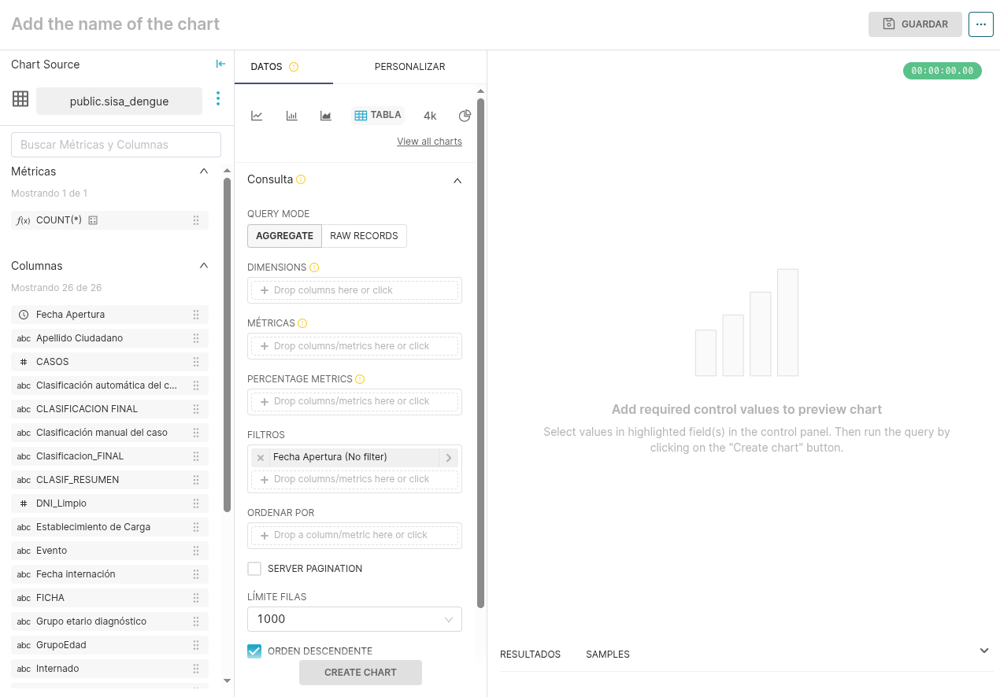 Add the name of the chart
GUARDAR
...
Chart Source
public.sisa_dengue
Buscar Métricas y Columnas
Métricas
Mostrando 1 de 1
ƒ(x) COUNT(*)
Columnas
Mostrando 26 de 26
Fecha Apertura
abc Apellido Ciudadano
# CASOS
abc Clasificación automática del c...
abc CLASIFICACION FINAL
abc Clasificación manual del caso
abc Clasificacion_FINAL
abc CLASIF_RESUMEN
# DNI_Limpio
abc Establecimiento de Carga
abc Evento
abc Fecha internación
abc FICHA
abc Grupo etario diagnóstico
abc GrupoEdad
abc Internado
DATOS
PERSONALIZAR
TABLA
4k
View all charts
Consulta
QUERY MODE
AGGREGATE
RAW RECORDS
DIMENSIONS
Drop columns here or click
MÉTRICAS
Drop columns/metrics here or click
PERCENTAGE METRICS
Drop columns/metrics here or click
FILTROS
Fecha Apertura (No filter)
Drop columns/metrics here or click
ORDENAR POR
Drop a column/metric here or click
SERVER PAGINATION
LÍMITE FILAS
1000
ORDEN DESCENDENTE
CREATE CHART
00:00:00.00
Add required control values to preview chart
Select values in highlighted field(s) in the control panel. Then run the query by
clicking on the "Create chart" button.
RESULTADOS
SAMPLES